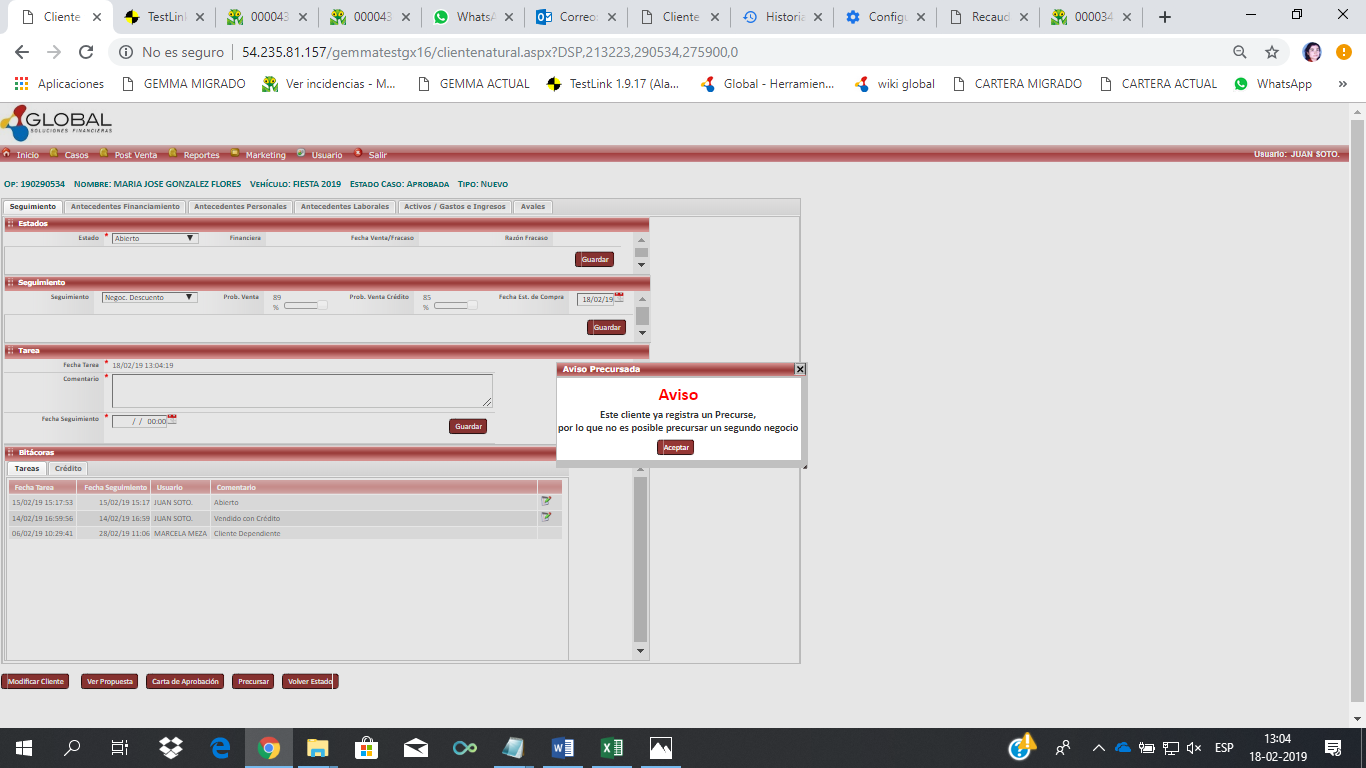 Cliente
TestLink
000043
000043
WhatsA
Correo:
Cliente
Historia
Configu
Recaud
000034
No es seguro
54.235.81.157/gemmatestgx16/clientenatural.aspx?DSP,213223,290534,275900,0
Aplicaciones
GEMMA MIGRADO
Ver incidencias - M...
GEMMA ACTUAL
TestLink 1.9.17 (Ala...
Global - Herramien...
wiki global
CARTERA MIGRADO
CARTERA ACTUAL
WhatsApp
»
GLOBAL
SOLUCIONES FINANCIERAS
Inicio Casos Post Venta Reportes Marketing Usuario Salir
Usuario: JUAN SOTO.
Op: 190290534 Nombre: MARIA JOSE GONZALEZ FLORES Vehículo: FIESTA 2019 Estado Caso: Aprobada Tipo: Nuevo
Seguimiento Antecedentes Financiamiento Antecedentes Personales Antecedentes Laborales Activos / Gastos e Ingresos Avales
Estados
Estado * Abierto Financiera Fecha Venta/Fracaso Razón Fracaso
Guardar
Seguimiento
Seguimiento Negoc. Descuento Prob. Venta 89 % Prob. Venta Crédito 85 % Fecha Est. de Compra 18/02/19
Guardar
Tarea
Fecha Tarea * 18/02/19 13:04:19
Comentario *
Fecha Seguimiento * / / 00:00
Guardar
Aviso Precursada
Aviso
Este cliente ya registra un Precurse,
por lo que no es posible precursar un segundo negocio
Aceptar
Bitácoras
Tareas Crédito
Fecha Tarea Fecha Seguimiento Usuario Comentario
15/02/19 15:17:53 15/02/19 15:17 JUAN SOTO. Abierto
14/02/19 16:59:56 14/02/19 16:59 JUAN SOTO. Vendido con Crédito
06/02/19 10:29:41 28/02/19 11:06 MARCELA MEZA Cliente Dependiente
Modificar Cliente Ver Propuesta Carta de Aprobación Precursar Volver Estado
ESP
13:04
18-02-2019